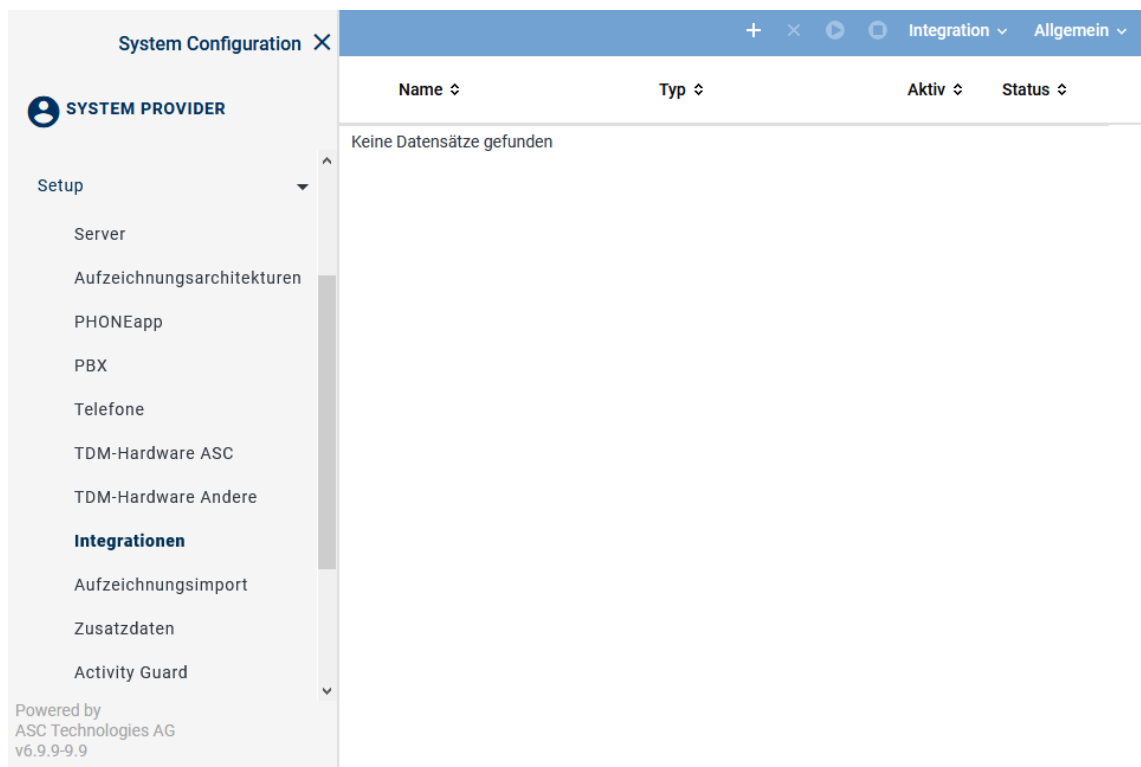 System Configuration
SYSTEM PROVIDER
Setup
Server
Aufzeichnungsarchitekturen
PHONEapp
PBX
Telefone
TDM-Hardware ASC
TDM-Hardware Andere
Integrationen
Aufzeichnungsimport
Zusatzdaten
Activity Guard
Powered by
ASC Technologies AG
v6.9.9-9.9
Integration Allgemein
Name Typ Aktiv Status
Keine Datensätze gefunden